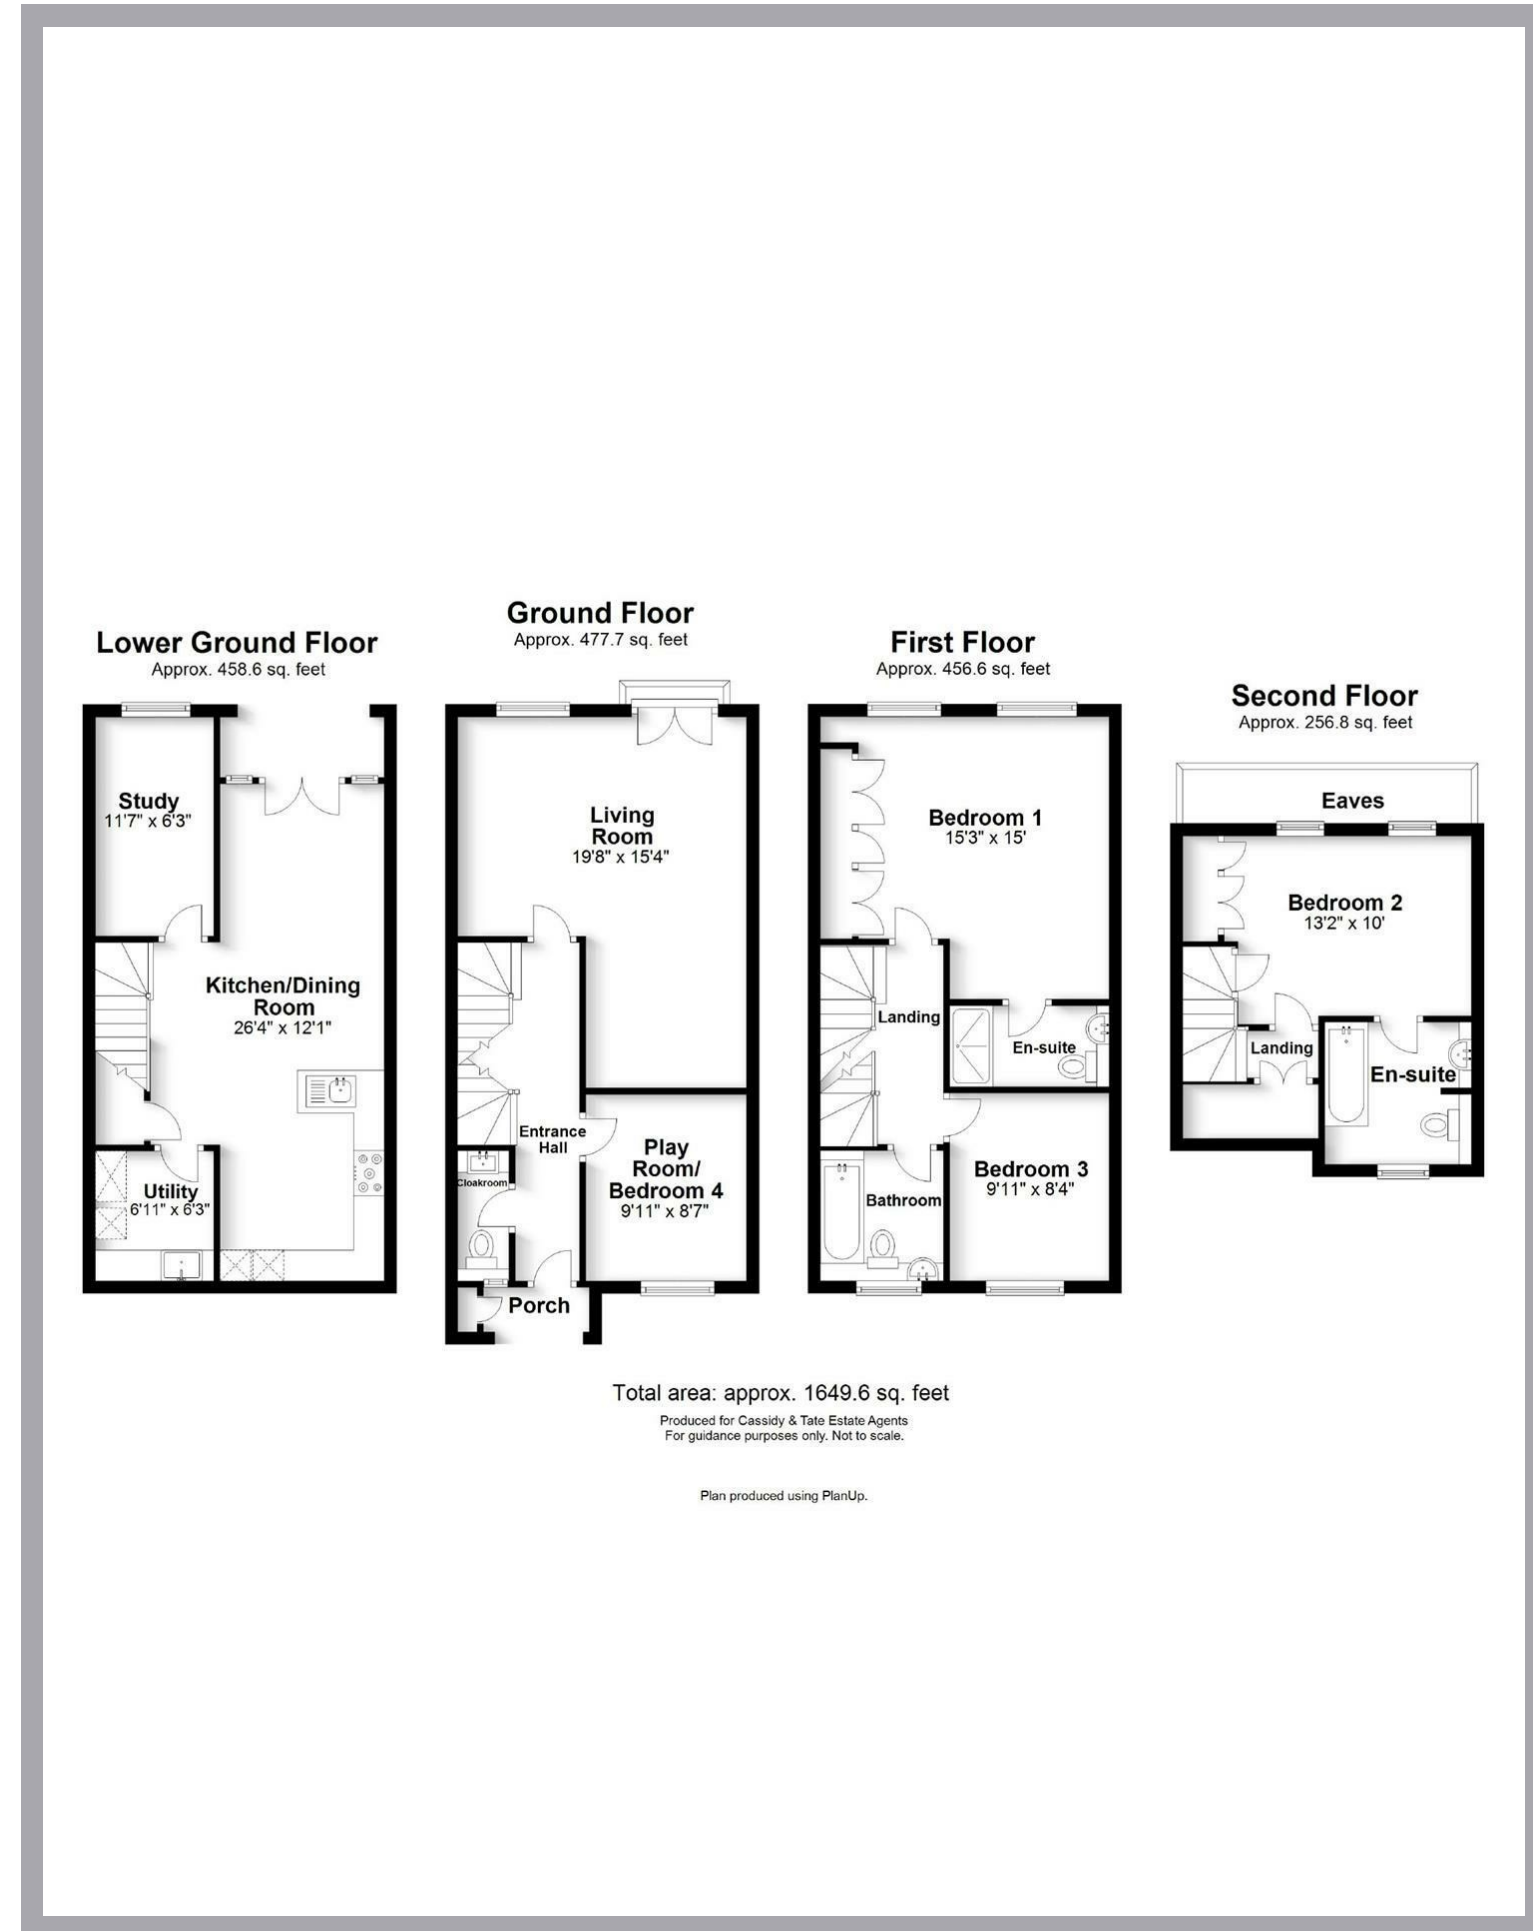 Lower Ground Floor
Approx. 458.6 sq. feet
Study
11'7" x 6'3"
Kitchen/Dining
Room
26'4" x 12'1"
Utility
6'11" x 6'3"
Ground Floor
Approx. 477.7 sq. feet
Living
Room
19'8" x 15'4"
Entrance
Hall
Cloakroom
Play
Room/
Bedroom 4
9'11" x 8'7"
Porch
First Floor
Approx. 456.6 sq. feet
Bedroom 1
15'3" x 15'
Landing
En-suite
Bedroom 3
9'11" x 8'4"
Bathroom
Second Floor
Approx. 256.8 sq. feet
Eaves
Bedroom 2
13'2" x 10'
Landing
En-suite
Total area: approx. 1649.6 sq. feet
Produced for Cassidy & Tate Estate Agents
For guidance purposes only. Not to scale.
Plan produced using PlanUp.